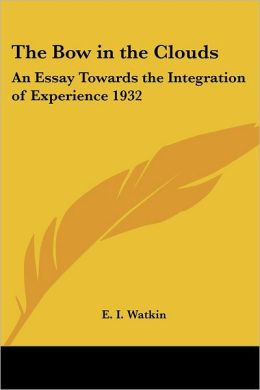 The Bow in the Clouds
An Essay Towards the Integration
of Experience 1932
E. I. Watkin